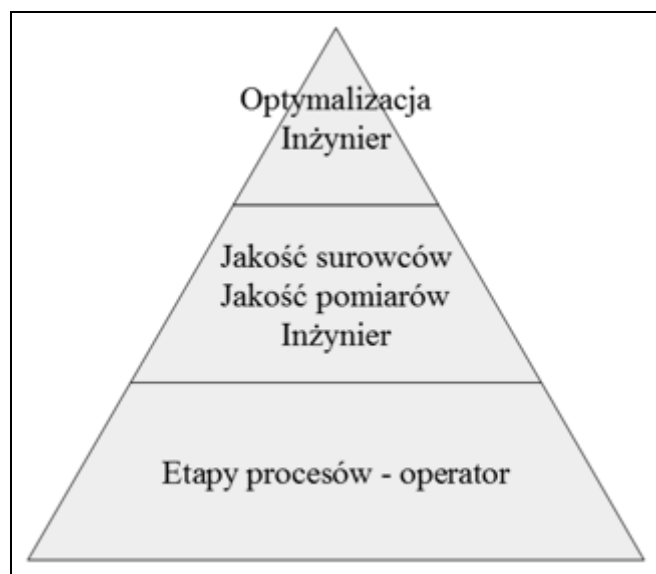 Optymalizacja
Inżynier
Jakość surowców
Jakość pomiarów
Inżynier
Etapy procesów - operator